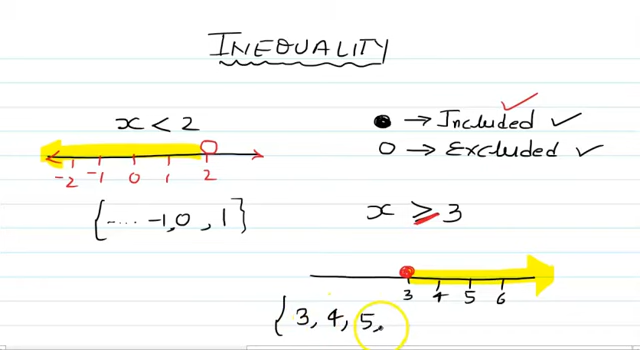 INEQUALITY
x < 2
-2 -1 0 1 2
{ ---- -1, 0 , 1 }
● → Included ✓
○ → Excluded ✓
x ≥ 3
3 4 5 6
{ 3, 4, 5,